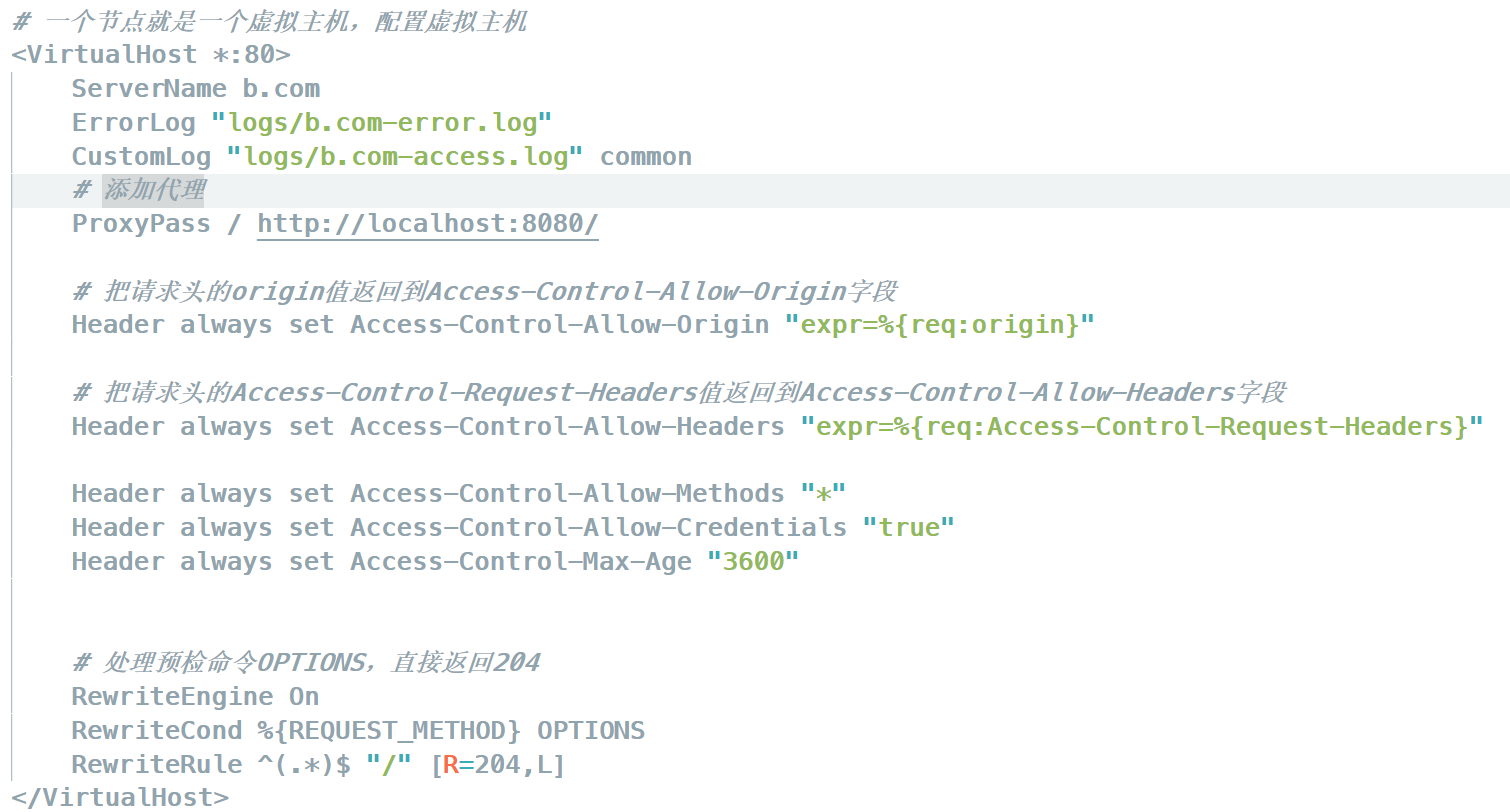 # 一个节点就是一个虚拟主机，配置虚拟主机
<VirtualHost *:80>
ServerName b.com
ErrorLog "logs/b.com-error.log"
CustomLog "logs/b.com-access.log" common
# 添加代理
ProxyPass / http://localhost:8080/
# 把请求头的origin值返回到Access-Control-Allow-Origin字段
Header always set Access-Control-Allow-Origin "expr=%{req:origin}"
# 把请求头的Access-Control-Request-Headers值返回到Access-Control-Allow-Headers字段
Header always set Access-Control-Allow-Headers "expr=%{req:Access-Control-Request-Headers}"
Header always set Access-Control-Allow-Methods "*"
Header always set Access-Control-Allow-Credentials "true"
Header always set Access-Control-Max-Age "3600"
# 处理预检命令OPTIONS，直接返回204
RewriteEngine On
RewriteCond %{REQUEST_METHOD} OPTIONS
RewriteRule ^(.*)$ "/" [R=204,L]
</VirtualHost>